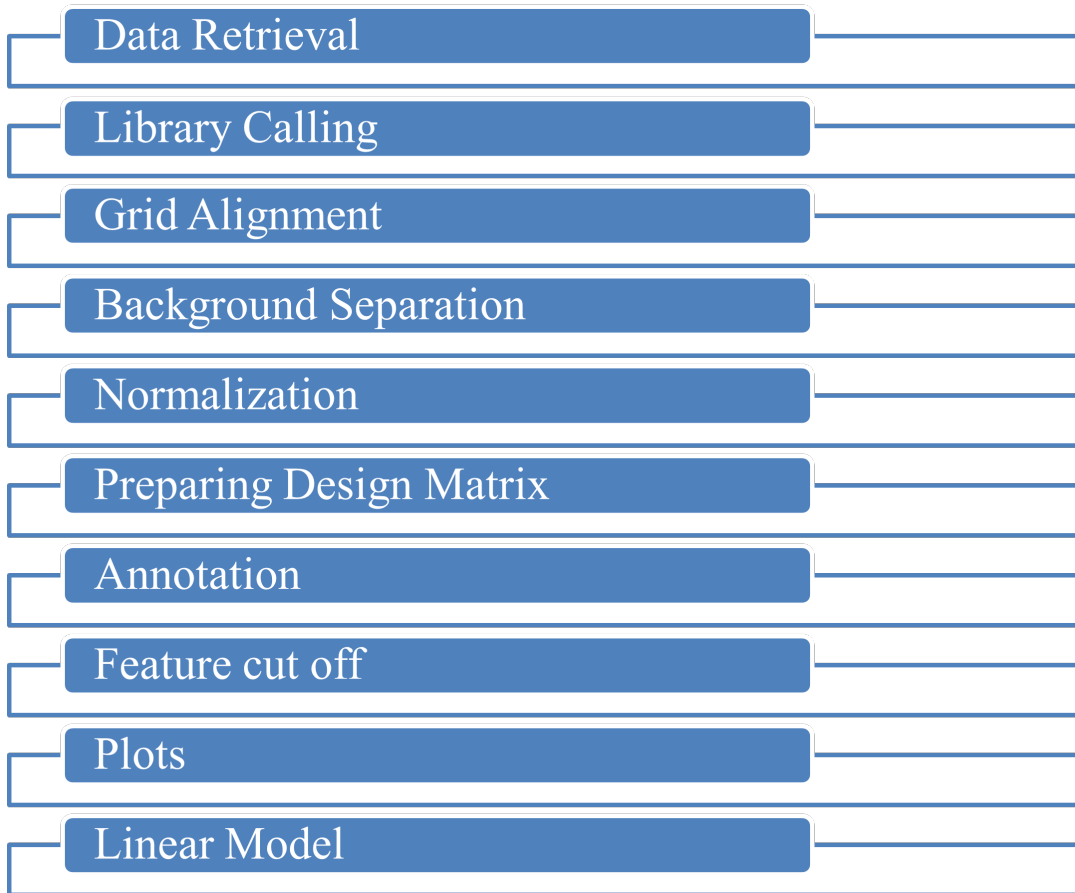 Data Retrieval
Library Calling
Grid Alignment
Background Separation
Normalization
Preparing Design Matrix
Annotation
Feature cut off
Plots
Linear Model